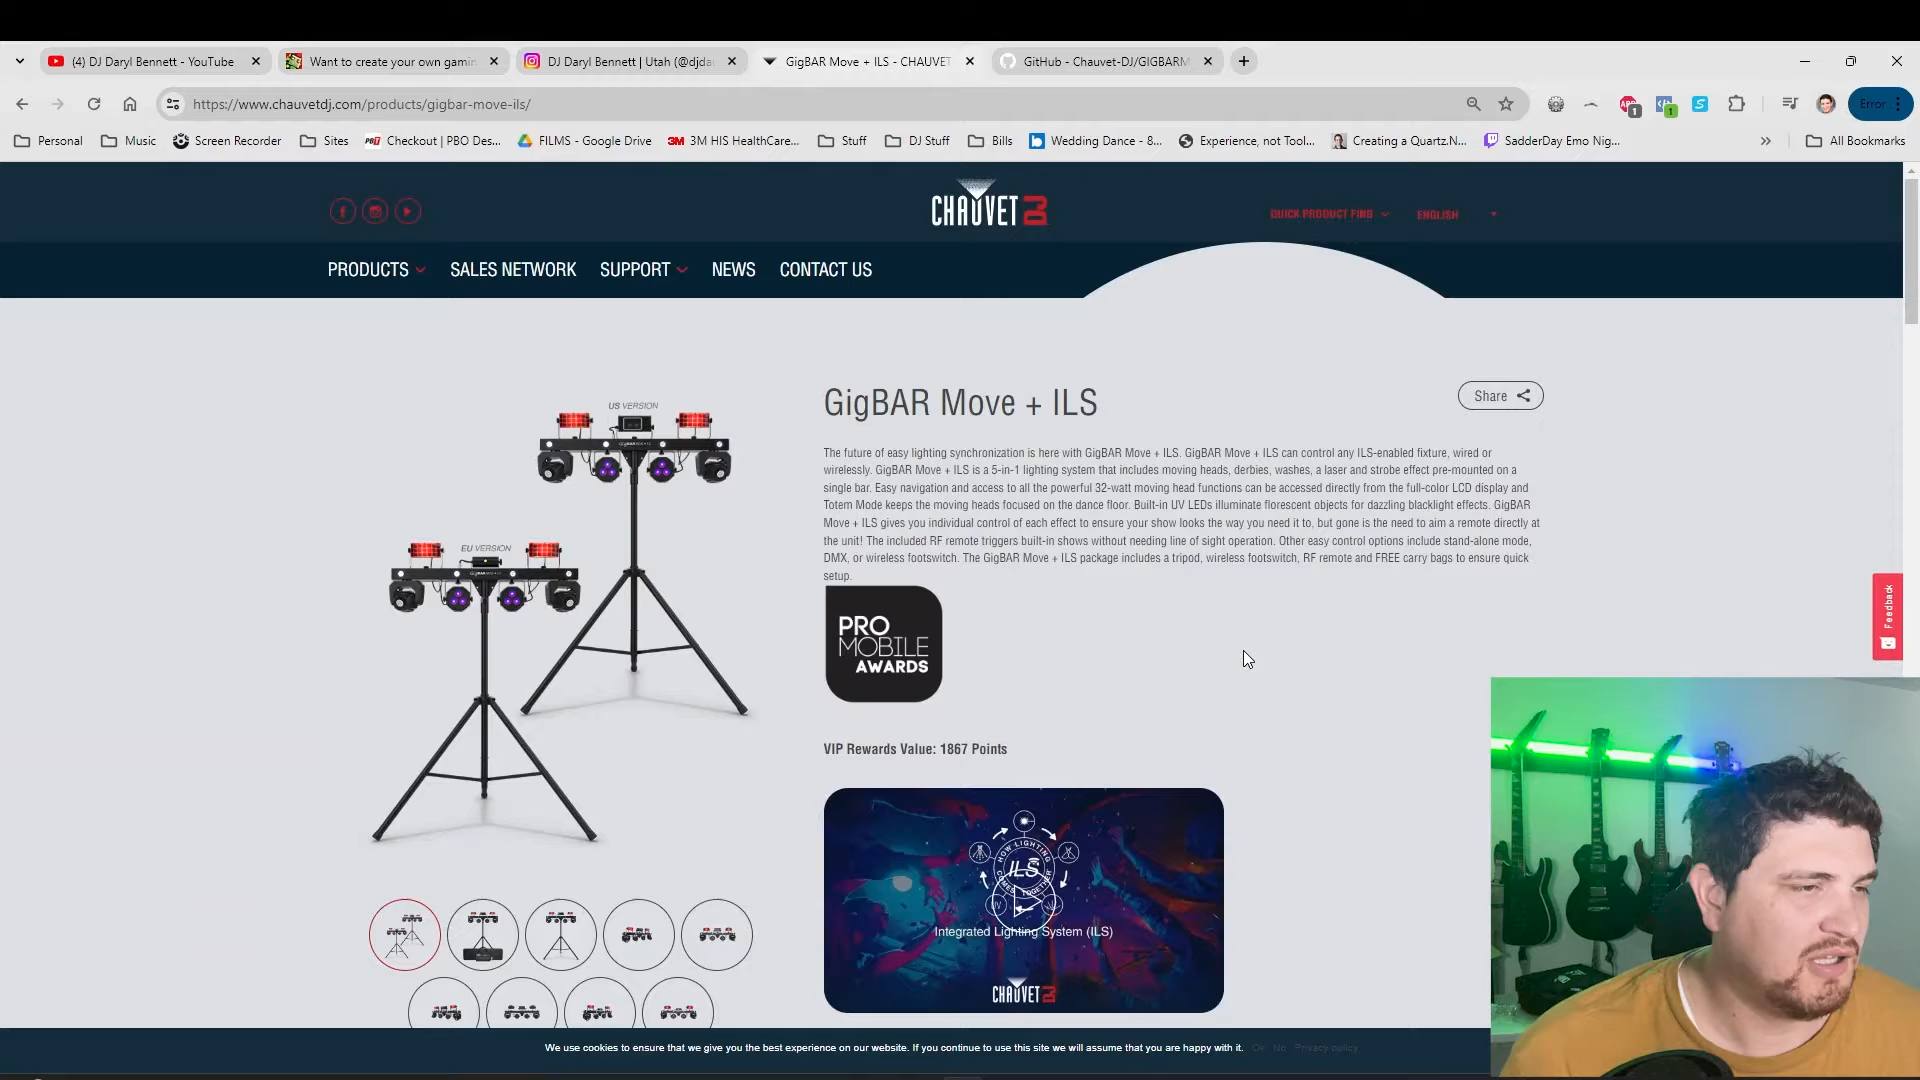 (4) DJ Daryl Bennett - YouTube
Want to create your own gamin
DJ Daryl Bennett | Utah (@djda
GigBAR Move + ILS - CHAUVET
GitHub - Chauvet-DJ/GIGBARM
https://www.chauvetdj.com/products/gigbar-move-ils/
Error
Personal
Music
Screen Recorder
Sites
Checkout | PBO Des...
FILMS - Google Drive
3M HIS HealthCare...
Stuff
DJ Stuff
Bills
Wedding Dance - 8...
Experience, not Tool...
Creating a Quartz.N...
SadderDay Emo Nig...
All Bookmarks
CHAUVET DJ
QUICK PRODUCT FIND
ENGLISH
PRODUCTS
SALES NETWORK
SUPPORT
NEWS
CONTACT US
US VERSION
EU VERSION
GigBAR Move + ILS
Share
The future of easy lighting synchronization is here with GigBAR Move + ILS. GigBAR Move + ILS can control any ILS-enabled fixture, wired or
wirelessly. GigBAR Move + ILS is a 5-in-1 lighting system that includes moving heads, derbies, washes, a laser and strobe effect pre-mounted on a
single bar. Easy navigation and access to all the powerful 32-watt moving head functions can be accessed directly from the full-color LCD display and
Totem Mode keeps the moving heads focused on the dance floor. Built-in UV LEDs illuminate florescent objects for dazzling blacklight effects. GigBAR
Move + ILS gives you individual control of each effect to ensure your show looks the way you need it to, but gone is the need to aim a remote directly at
the unit! The included RF remote triggers built-in shows without needing line of sight operation. Other easy control options include stand-alone mode,
DMX, or wireless footswitch. The GigBAR Move + ILS package includes a tripod, wireless footswitch, RF remote and FREE carry bags to ensure quick
setup.
PRO
MOBILE
AWARDS
VIP Rewards Value: 1867 Points
HOW LIGHTING
ILS
COMES TOGETHER
Integrated Lighting System (ILS)
CHAUVET DJ
Feedback
We use cookies to ensure that we give you the best experience on our website. If you continue to use this site we will assume that you are happy with it.
Ok
No
Privacy policy